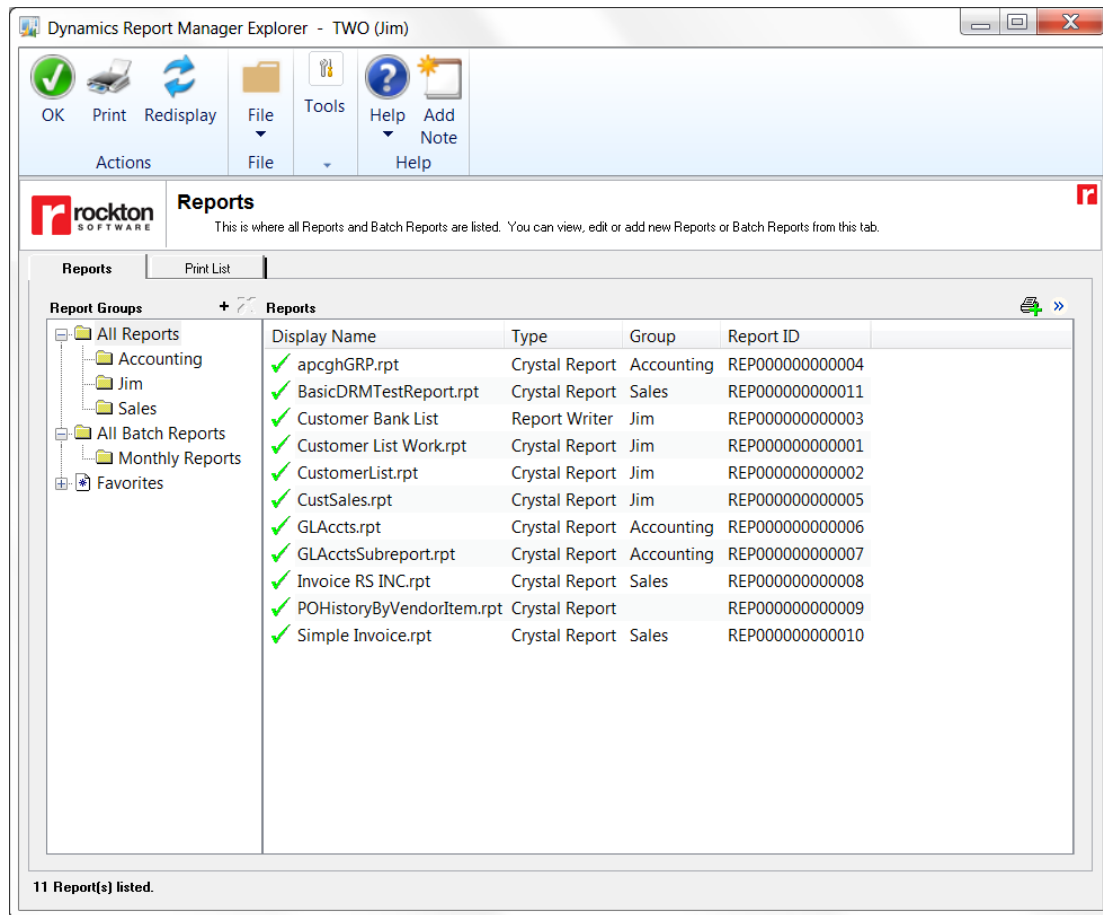 Dynamics Report Manager Explorer - TWO (Jim)
OK Print Redisplay File Tools Help Add Note
Actions File Help
rockton
SOFTWARE
Reports
This is where all Reports and Batch Reports are listed. You can view, edit or add new Reports or Batch Reports from this tab.
Reports Print List
Report Groups
All Reports
Accounting
Jim
Sales
All Batch Reports
Monthly Reports
Favorites
Reports
Display Name Type Group Report ID
apcghGRP.rpt Crystal Report Accounting REP000000000004
BasicDRMTestReport.rpt Crystal Report Sales REP000000000011
Customer Bank List Report Writer Jim REP000000000003
Customer List Work.rpt Crystal Report Jim REP000000000001
CustomerList.rpt Crystal Report Jim REP000000000002
CustSales.rpt Crystal Report Jim REP000000000005
GLAccts.rpt Crystal Report Accounting REP000000000006
GLAcctsSubreport.rpt Crystal Report Accounting REP000000000007
Invoice RS INC.rpt Crystal Report Sales REP000000000008
POHistoryByVendorItem.rpt Crystal Report REP000000000009
Simple Invoice.rpt Crystal Report Sales REP000000000010
11 Report(s) listed.